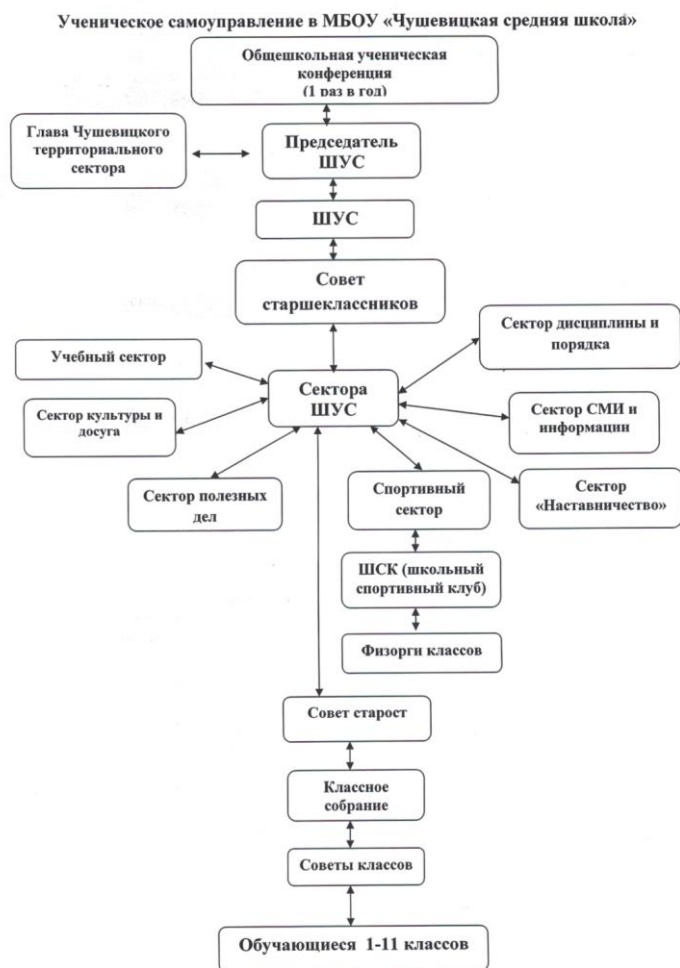 Ученическое самоуправление в МБОУ «Чушевицкая средняя школа»
Общешкольная ученическая
конференция
(1 раз в год)
Глава Чушевицкого
территориального
сектора
Председатель
ШУС
ШУС
Совет
старшеклассников
Сектор дисциплины и
порядка
Учебный сектор
Сектора
ШУС
Сектор культуры и
досуга
Сектор СМИ и
информации
Сектор полезных
дел
Спортивный
сектор
Сектор
«Наставничество»
ШСК (школьный
спортивный клуб)
Физорги классов
Совет старост
Классное
собрание
Советы классов
Обучающиеся 1-11 классов